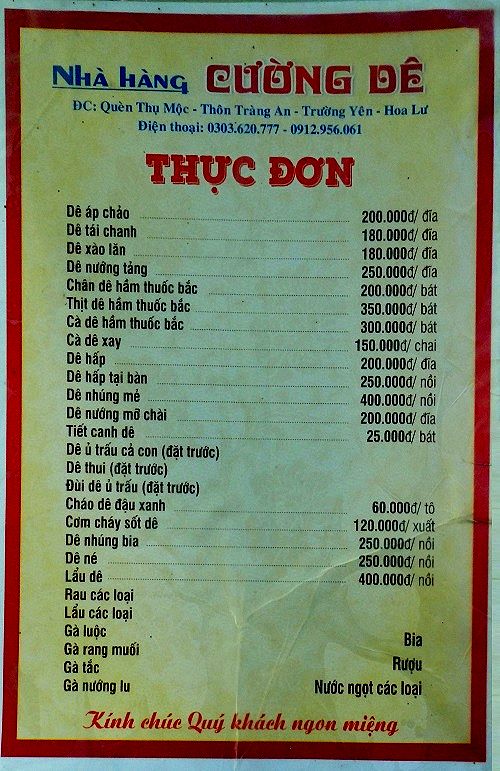 NHÀ HÀNG CƯỜNG DÊ
ĐC: Quèn Thụ Mộc - Thôn Tràng An - Trường Yên - Hoa Lư
Điện thoại: 0303.620.777 - 0912.956.061
THỰC ĐƠN
Dê áp chảo 200.000đ/ đĩa
Dê tái chanh 180.000đ/ đĩa
Dê xào lăn 180.000đ/ đĩa
Dê nướng tảng 250.000đ/ đĩa
Chân dê hầm thuốc bắc 200.000đ/ bát
Thịt dê hầm thuốc bắc 350.000đ/ bát
Cà dê hầm thuốc bắc 300.000đ/ bát
Cà dê xay 150.000đ/ chai
Dê hấp 200.000đ/ đĩa
Dê hấp tại bàn 250.000đ/ nồi
Dê nhúng mẻ 400.000đ/ nồi
Dê nướng mỡ chài 200.000đ/ đĩa
Tiết canh dê 25.000đ/ bát
Dê ủ trấu cả con (đặt trước)
Dê thui (đặt trước)
Đùi dê ủ trấu (đặt trước)
Cháo dê đậu xanh 60.000đ/ tô
Cơm cháy sốt dê 120.000đ/ xuất
Dê nhúng bia 250.000đ/ nồi
Dê né 250.000đ/ nồi
Lẩu dê 400.000đ/ nồi
Rau các loại
Lẩu các loại
Gà luộc
Gà rang muối
Gà tắc
Gà nướng lu
Bia
Rượu
Nước ngọt các loại
Kính chúc Quý khách ngon miệng